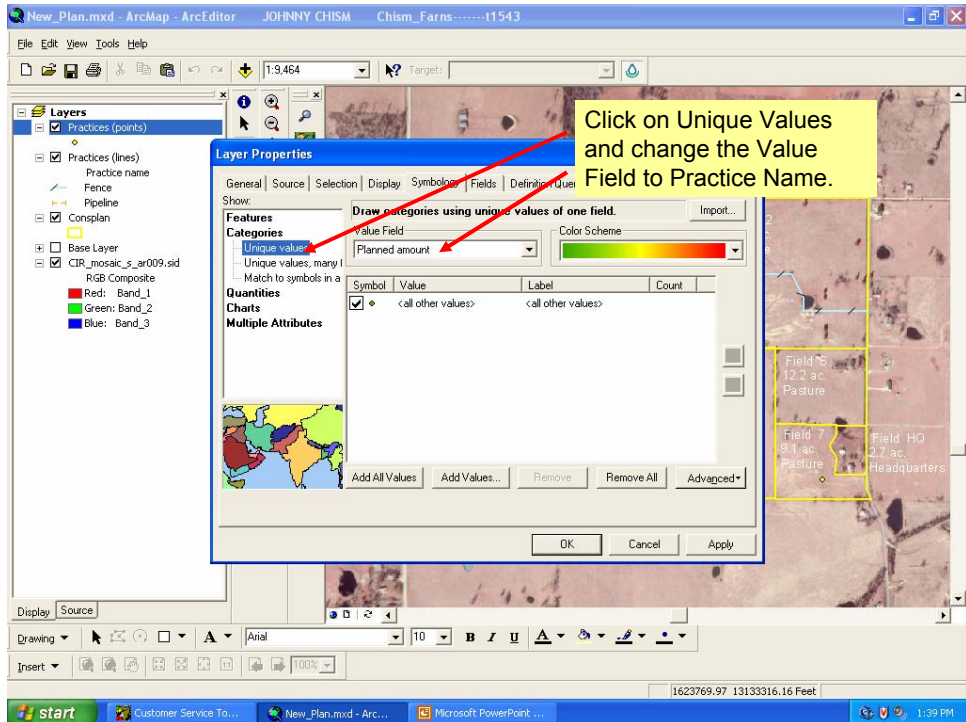 New_Plan.mxd - ArcMap - ArcEditor JOHNNY CHISM Chism_Farns-------t1543
File Edit View Tools Help
1:9,464
Target:
Layers
Practices (points)
Practices (lines)
Practice name
Fence
Pipeline
Consplan
Base Layer
CIR_mosaic_s_ar009.sid
RGB Composite
Red: Band_1
Green: Band_2
Blue: Band_3
Click on Unique Values
and change the Value
Field to Practice Name.
Layer Properties
General Source Selection Display Symbology Fields
Show:
Features
Categories
Unique values
Unique values, many
Match to symbols in a
Quantities
Charts
Multiple Attributes
Draw categories using unique values of one field.
Import...
Value Field
Planned amount
Color Scheme
Symbol Value Label Count
<all other values> <all other values>
Add All Values Add Values... Remove Remove All Advanced
OK Cancel Apply
Field 6
12.2 ac.
Pasture
Field 7
9.1 ac.
Pasture
Field HQ
2.7 ac.
Headquarters
Display Source
Drawing A Arial 10 B I U A
Insert 100%
1623769.97 13133316.16 Feet
start Customer Service To... New_Plan.mxd - Arc... Microsoft PowerPoint ... 1:39 PM